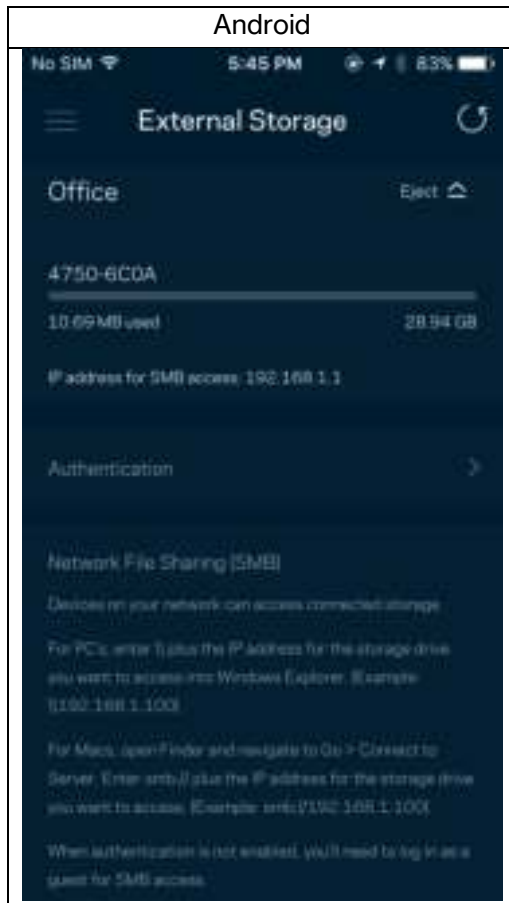 Android
No SIM 5:45 PM 83%
External Storage
Office Eject
4750-6C0A
10.69 MB used 28.94 GB
IP address for SMB access: 192.168.1.1
Authentication
Network File Sharing (SMB)
Devices on your network can access connected storage
For PC's, enter \\ plus the IP address for the storage drive
you want to access into Windows Explorer. (Example:
\\192.168.1.100)
For Macs, open Finder and navigate to Go > Connect to
Server. Enter smb:// plus the IP address for the storage drive
you want to access. (Example: smb://192.168.1.100)
When authentication is not enabled, you'll need to log in as a
guest for SMB access.